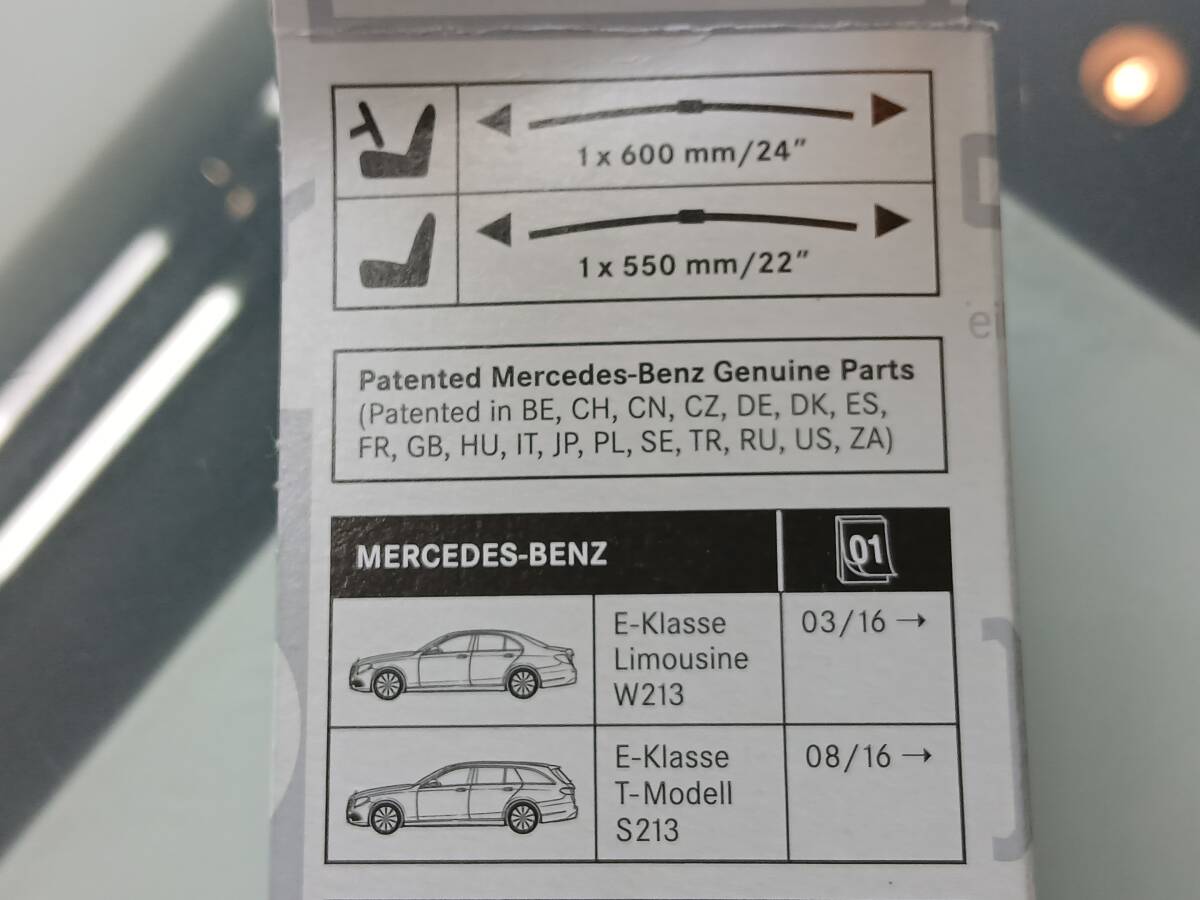 1 x 600 mm/24″
1 x 550 mm/22″
ei
Patented Mercedes-Benz Genuine Parts
(Patented in BE, CH, CN, CZ, DE, DK, ES,
FR, GB, HU, IT, JP, PL, SE, TR, RU, US, ZA)
MERCEDES-BENZ 01
E-Klasse
Limousine
W213
03/16 →
E-Klasse
T-Modell
S213
08/16 →